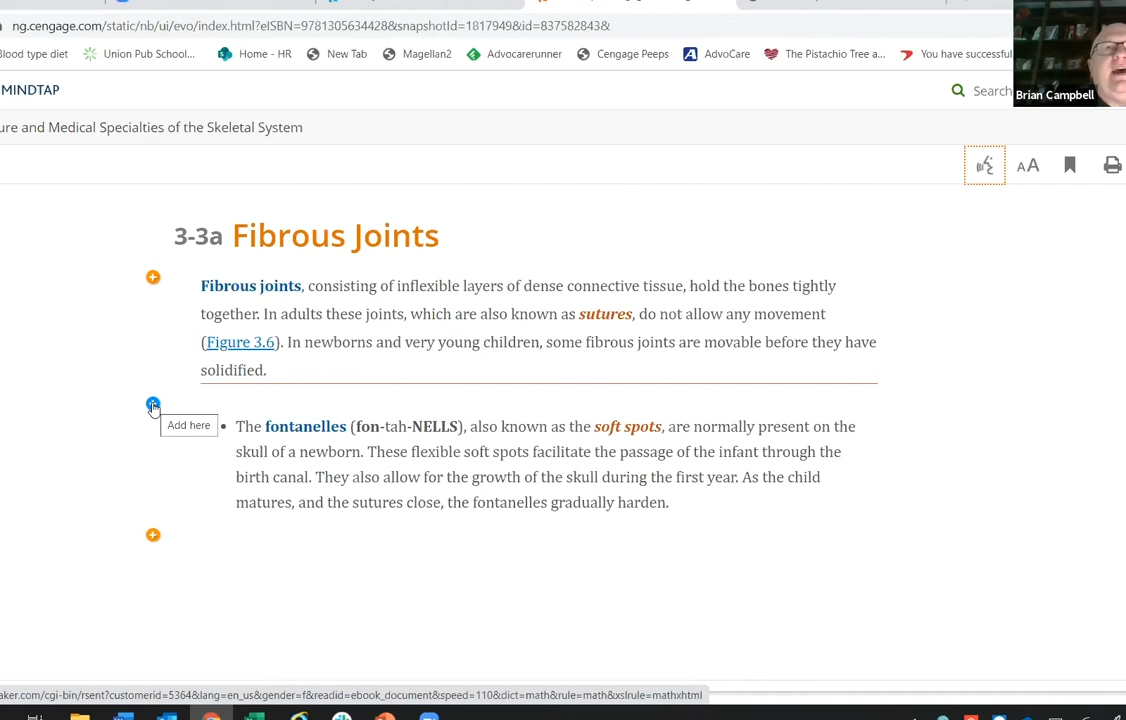 ng.cengage.com/static/nb/ui/evo/index.html?eISBN=9781305634428&snapshotId=1817949&id=837582843&
lood type diet Union Pub School... Home - HR New Tab Magellan2 Advocarerunner Cengage Peeps AdvoCare The Pistachio Tree a... You have successful
MINDTAP
Search
Brian Campbell
ure and Medical Specialties of the Skeletal System
AA
3-3a Fibrous Joints
Fibrous joints, consisting of inflexible layers of dense connective tissue, hold the bones tightly
together. In adults these joints, which are also known as sutures, do not allow any movement
(Figure 3.6). In newborns and very young children, some fibrous joints are movable before they have
solidified.
Add here
• The fontanelles (fon-tah-NELLS), also known as the soft spots, are normally present on the
skull of a newborn. These flexible soft spots facilitate the passage of the infant through the
birth canal. They also allow for the growth of the skull during the first year. As the child
matures, and the sutures close, the fontanelles gradually harden.
aker.com/cgi-bin/rsent?customerid=5364&lang=en_us&gender=f&readid=ebook_document&speed=110&dict=math&rule=math&xslrule=mathxhtml